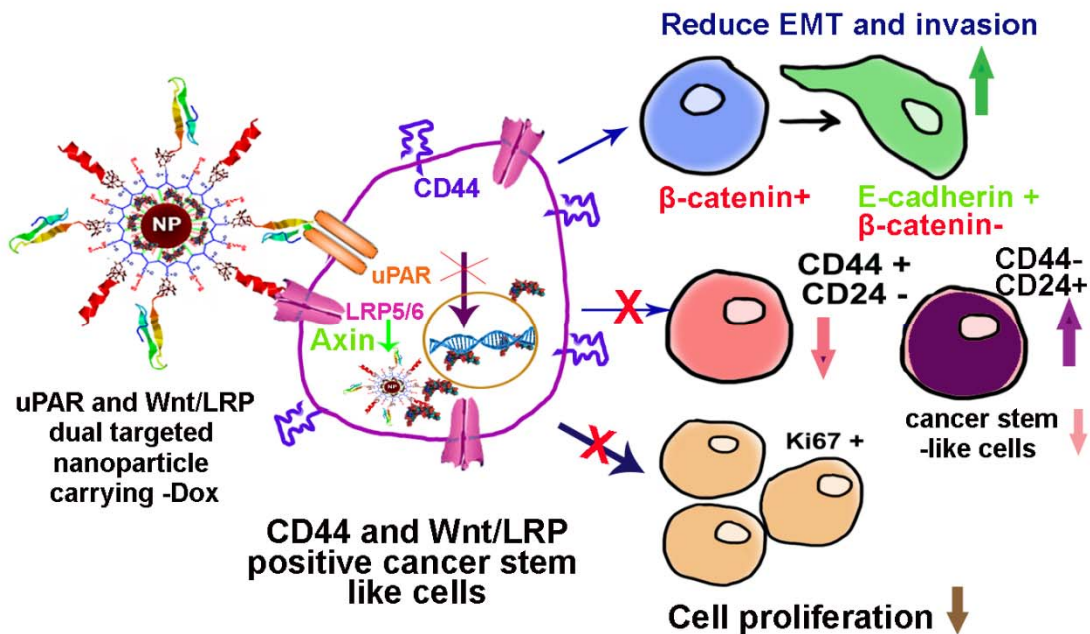 Reduce EMT and invasion
NP
CD44
β-catenin+
E-cadherin +
β-catenin-
uPAR
LRP5/6
Axin
NP
CD44 +
CD24 -
CD44-
CD24+
uPAR and Wnt/LRP
dual targeted
nanoparticle
carrying -Dox
cancer stem
-like cells
Ki67 +
CD44 and Wnt/LRP
positive cancer stem
like cells
Cell proliferation